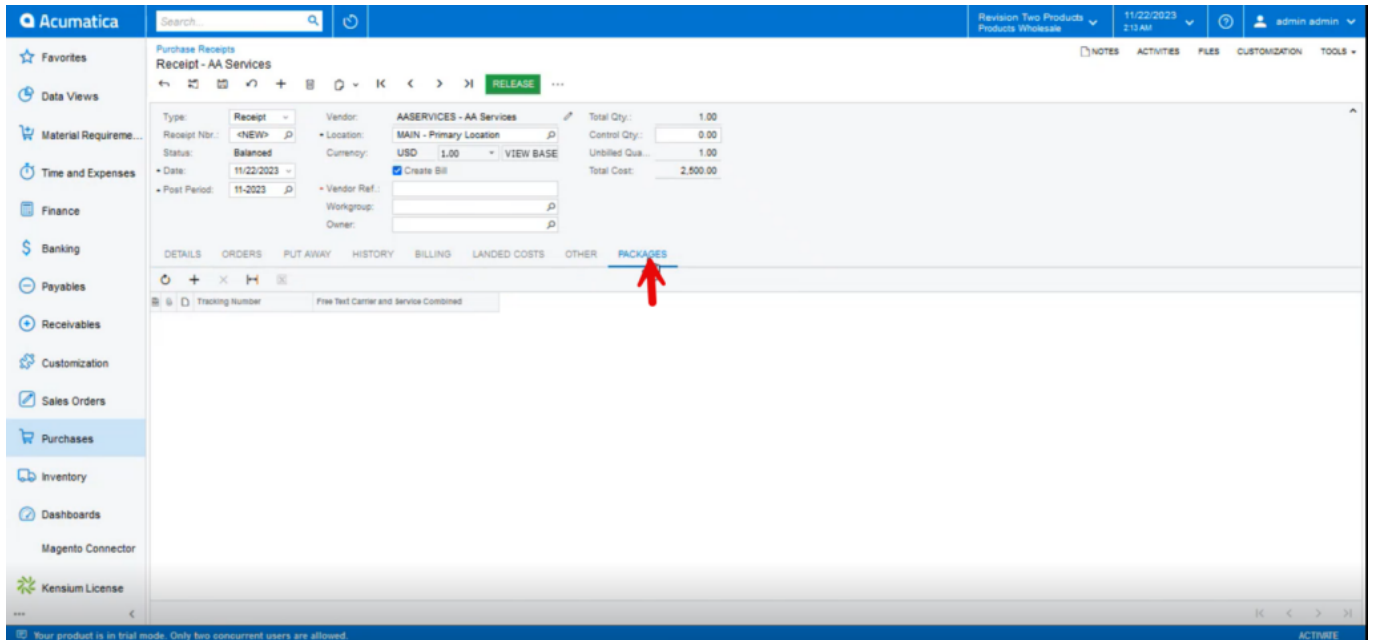 Acumatica
Search...
Revision Two Products
Products Wholesale
11/22/2023
2:13 AM
admin admin
Favorites
Data Views
Material Requireme...
Time and Expenses
Finance
Banking
Payables
Receivables
Customization
Sales Orders
Purchases
Inventory
Dashboards
Magento Connector
Kensium License
Purchase Receipts
Receipt - AA Services
NOTES ACTIVITIES FILES CUSTOMIZATION TOOLS
RELEASE
Type: Receipt Vendor: AASERVICES - AA Services Total Qty.: 1.00
Receipt Nbr.: <NEW> Location: MAIN - Primary Location Control Qty.: 0.00
Status: Balanced Currency: USD 1.00 VIEW BASE Unbilled Qua... 1.00
Date: 11/22/2023 Create Bill Total Cost: 2,500.00
Post Period: 11-2023 Vendor Ref.:
Workgroup:
Owner:
DETAILS ORDERS PUT AWAY HISTORY BILLING LANDED COSTS OTHER PACKAGES
Tracking Number Free Text Carrier and Service Combined
Your product is in trial mode. Only two concurrent users are allowed.
ACTIVATE